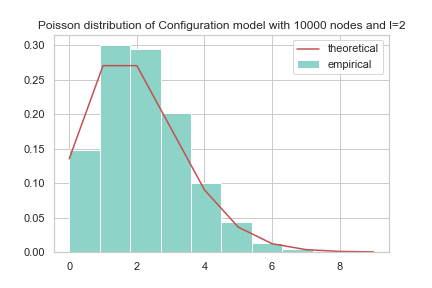 Poisson distribution of Configuration model with 10000 nodes and l=2
0.30
0.25
0.20
0.15
0.10
0.05
0.00
theoretical
empirical
0 2 4 6 8